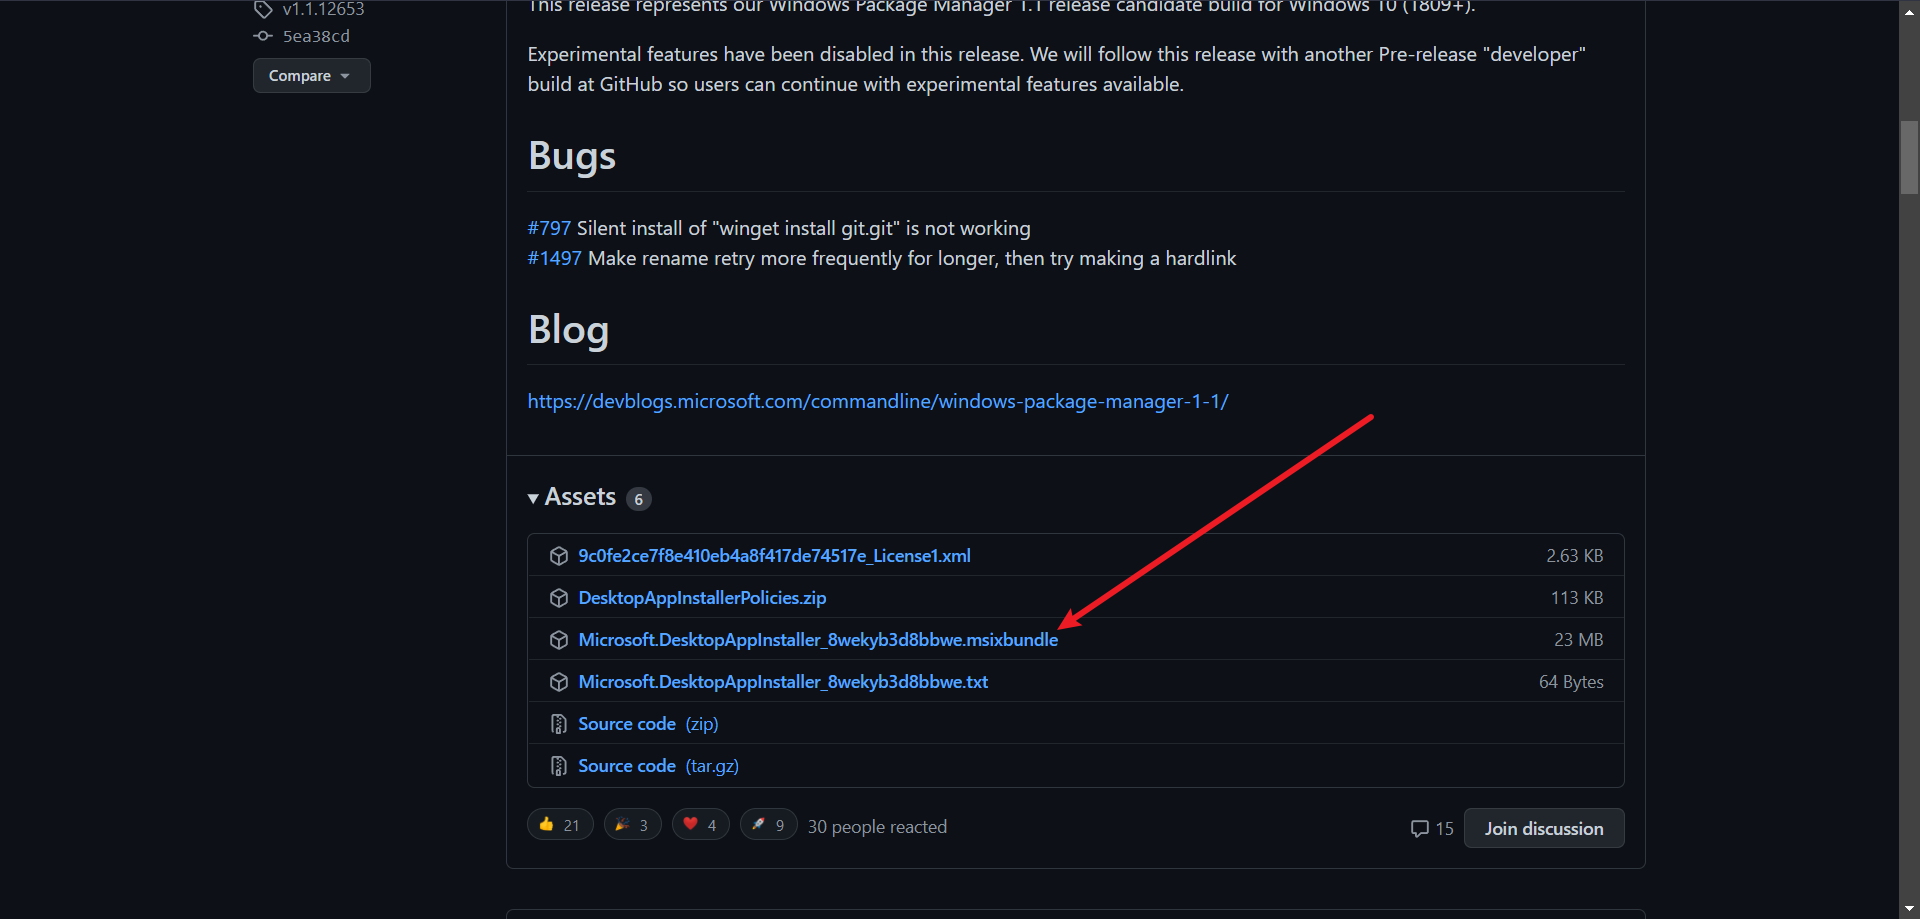 v1.1.12653
5ea38cd
Compare
This release represents our Windows Package Manager 1.1 release candidate build for Windows 10 (1809+).
Experimental features have been disabled in this release. We will follow this release with another Pre-release "developer"
build at GitHub so users can continue with experimental features available.
Bugs
#797 Silent install of "winget install git.git" is not working
#1497 Make rename retry more frequently for longer, then try making a hardlink
Blog
https://devblogs.microsoft.com/commandline/windows-package-manager-1-1/
Assets 6
9c0fe2ce7f8e410eb4a8f417de74517e_License1.xml 2.63 KB
DesktopAppInstallerPolicies.zip 113 KB
Microsoft.DesktopAppInstaller_8wekyb3d8bbwe.msixbundle 23 MB
Microsoft.DesktopAppInstaller_8wekyb3d8bbwe.txt 64 Bytes
Source code (zip)
Source code (tar.gz)
21 3 4 9 30 people reacted 15 Join discussion